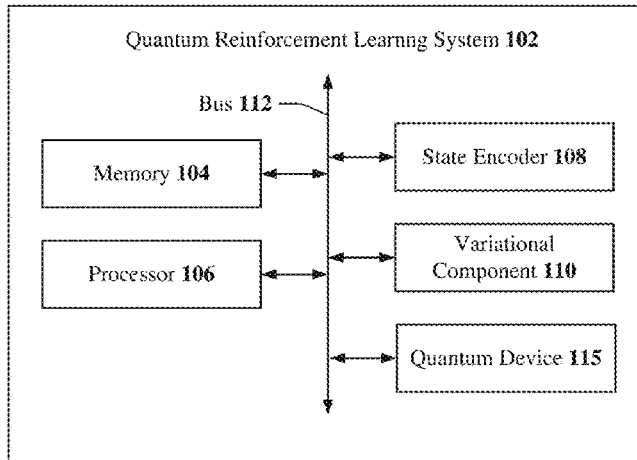 Quantum Reinforcement Learnng System 102
Bus 112
Memory 104
State Encoder 108
Processor 106
Variational
Component 110
Quantum Device 115